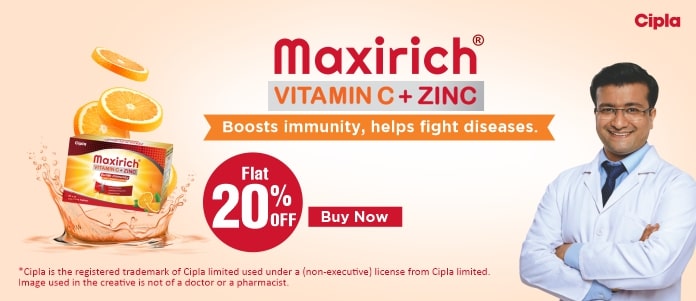 Cipla
Maxirich®
VITAMIN C + ZINC
Boosts immunity, helps fight diseases.
Cipla
Maxirich®
VITAMIN C + ZINC
Flat
20%
OFF
Buy Now
*Cipla is the registered trademark of Cipla limited used under a (non-executive) license from Cipla limited.
Image used in the creative is not of a doctor or a pharmacist.